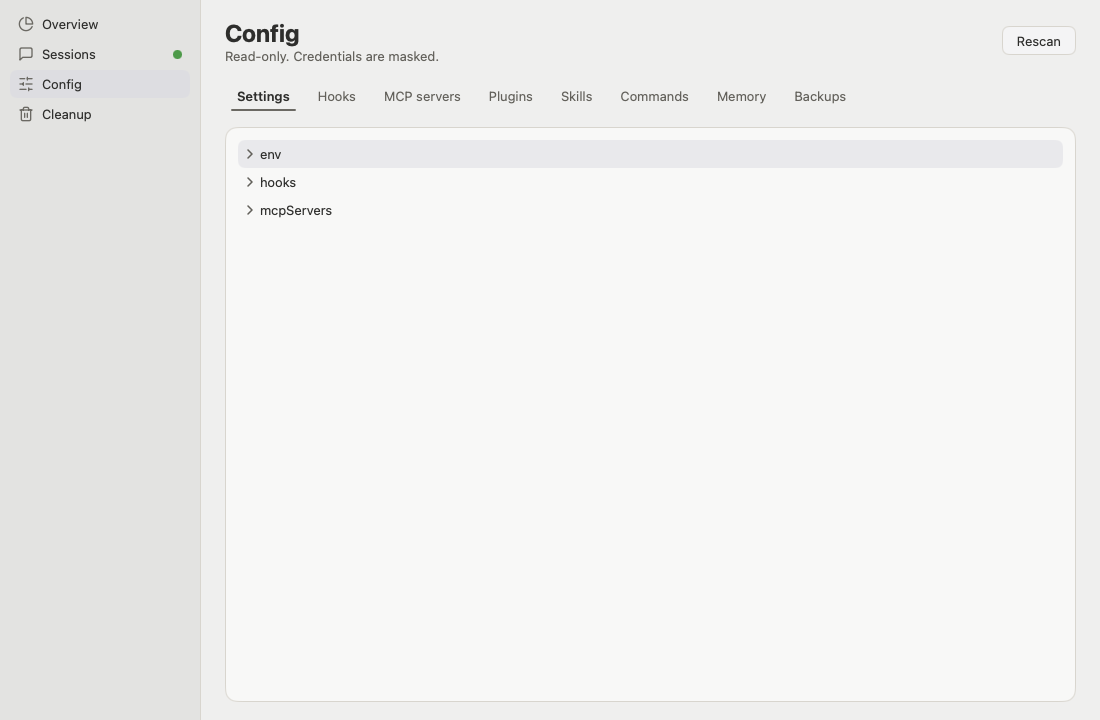 Overview
Sessions
Config
Cleanup
Config
Read-only. Credentials are masked.
Rescan
Settings Hooks MCP servers Plugins Skills Commands Memory Backups
env
hooks
mcpServers